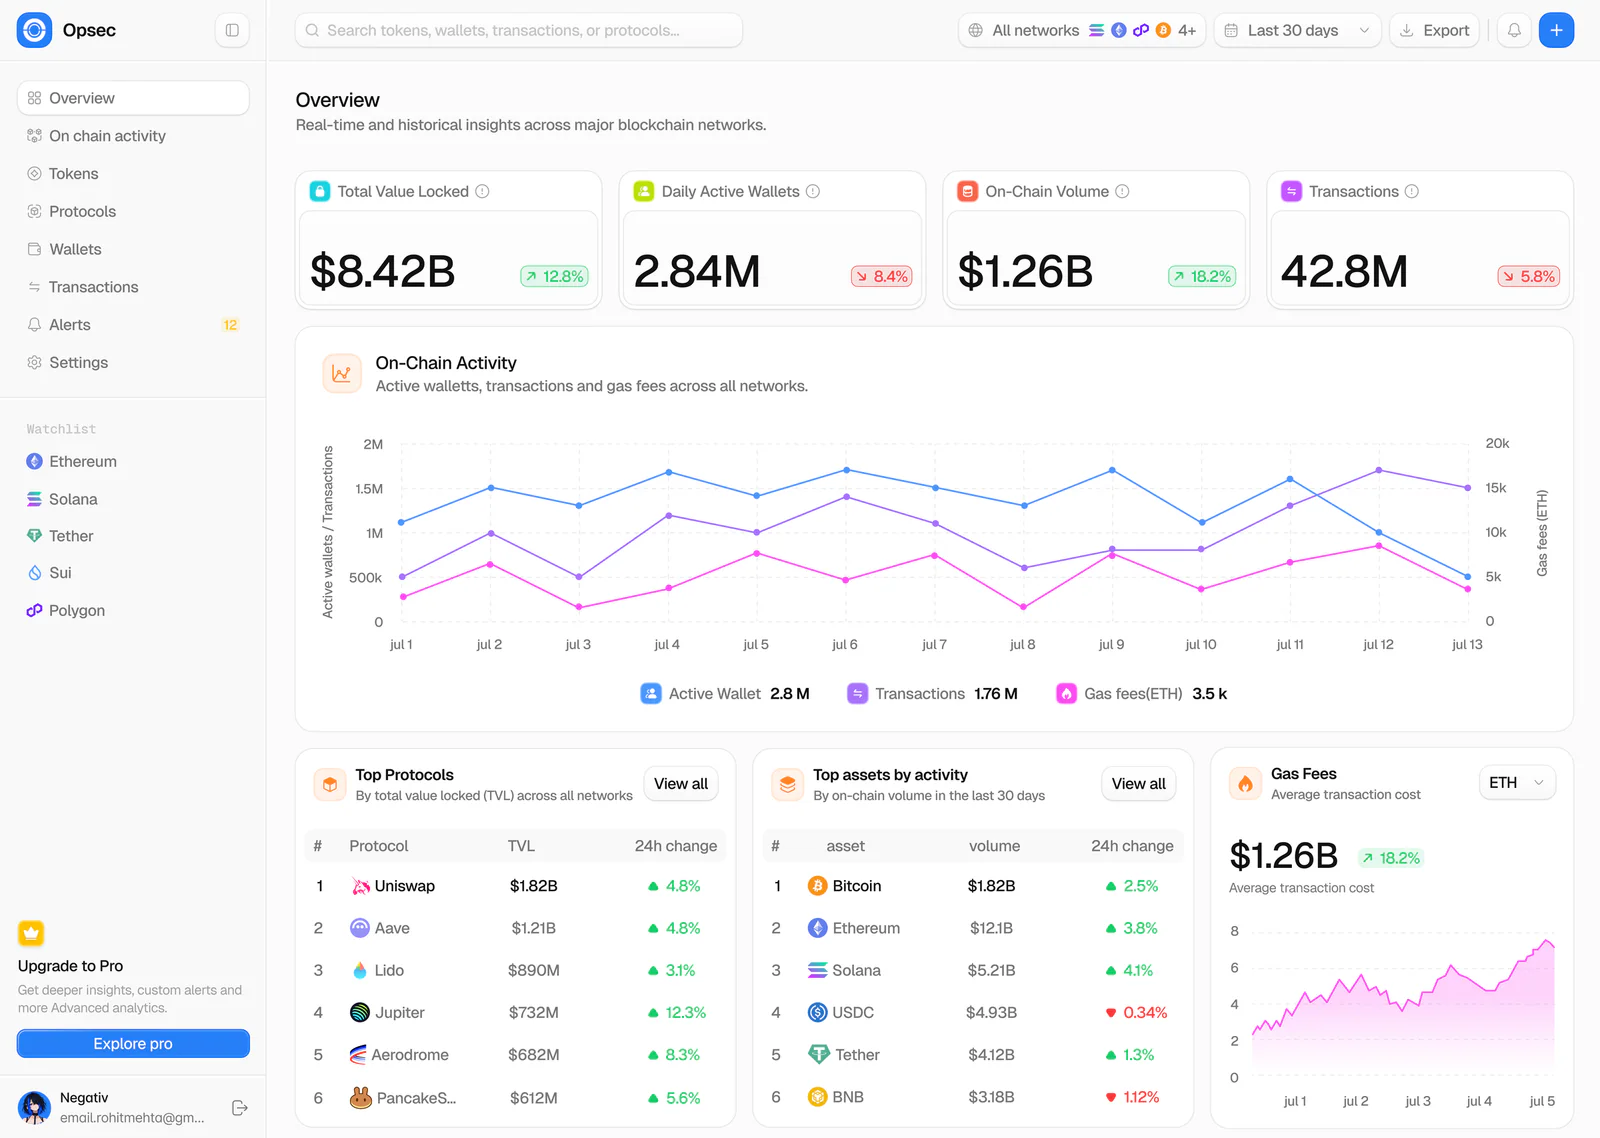 Opsec
Search tokens, wallets, transactions, or protocols...
All networks 4+
Last 30 days
Export
Overview
On chain activity
Tokens
Protocols
Wallets
Transactions
Alerts 12
Settings
Watchlist
Ethereum
Solana
Tether
Sui
Polygon
Upgrade to Pro
Get deeper insights, custom alerts and
more Advanced analytics.
Explore pro
Negativ
email.rohitmehta@gm...
Overview
Real-time and historical insights across major blockchain networks.
Total Value Locked
$8.42B 12.8%
Daily Active Wallets
2.84M 8.4%
On-Chain Volume
$1.26B 18.2%
Transactions
42.8M 5.8%
On-Chain Activity
Active walletts, transactions and gas fees across all networks.
Active wallets / Transactions
2M
1.5M
1M
500k
0
20k
15k
10k
5k
0
Gas fees (ETH)
jul 1 jul 2 jul 3 jul 4 jul 5 jul 6 jul 7 jul 8 jul 9 jul 10 jul 11 jul 12 jul 13
Active Wallet 2.8 M Transactions 1.76 M Gas fees(ETH) 3.5 k
Top Protocols
By total value locked (TVL) across all networks
View all
# Protocol TVL 24h change
1 Uniswap $1.82B 4.8%
2 Aave $1.21B 4.8%
3 Lido $890M 3.1%
4 Jupiter $732M 12.3%
5 Aerodrome $682M 8.3%
6 PancakeS... $612M 5.6%
Top assets by activity
By on-chain volume in the last 30 days
View all
# asset volume 24h change
1 Bitcoin $1.82B 2.5%
2 Ethereum $12.1B 3.8%
3 Solana $5.21B 4.1%
4 USDC $4.93B 0.34%
5 Tether $4.12B 1.3%
6 BNB $3.18B 1.12%
Gas Fees
Average transaction cost
ETH
$1.26B 18.2%
Average transaction cost
8
6
4
2
0
jul 1 jul 2 jul 3 jul 4 jul 5